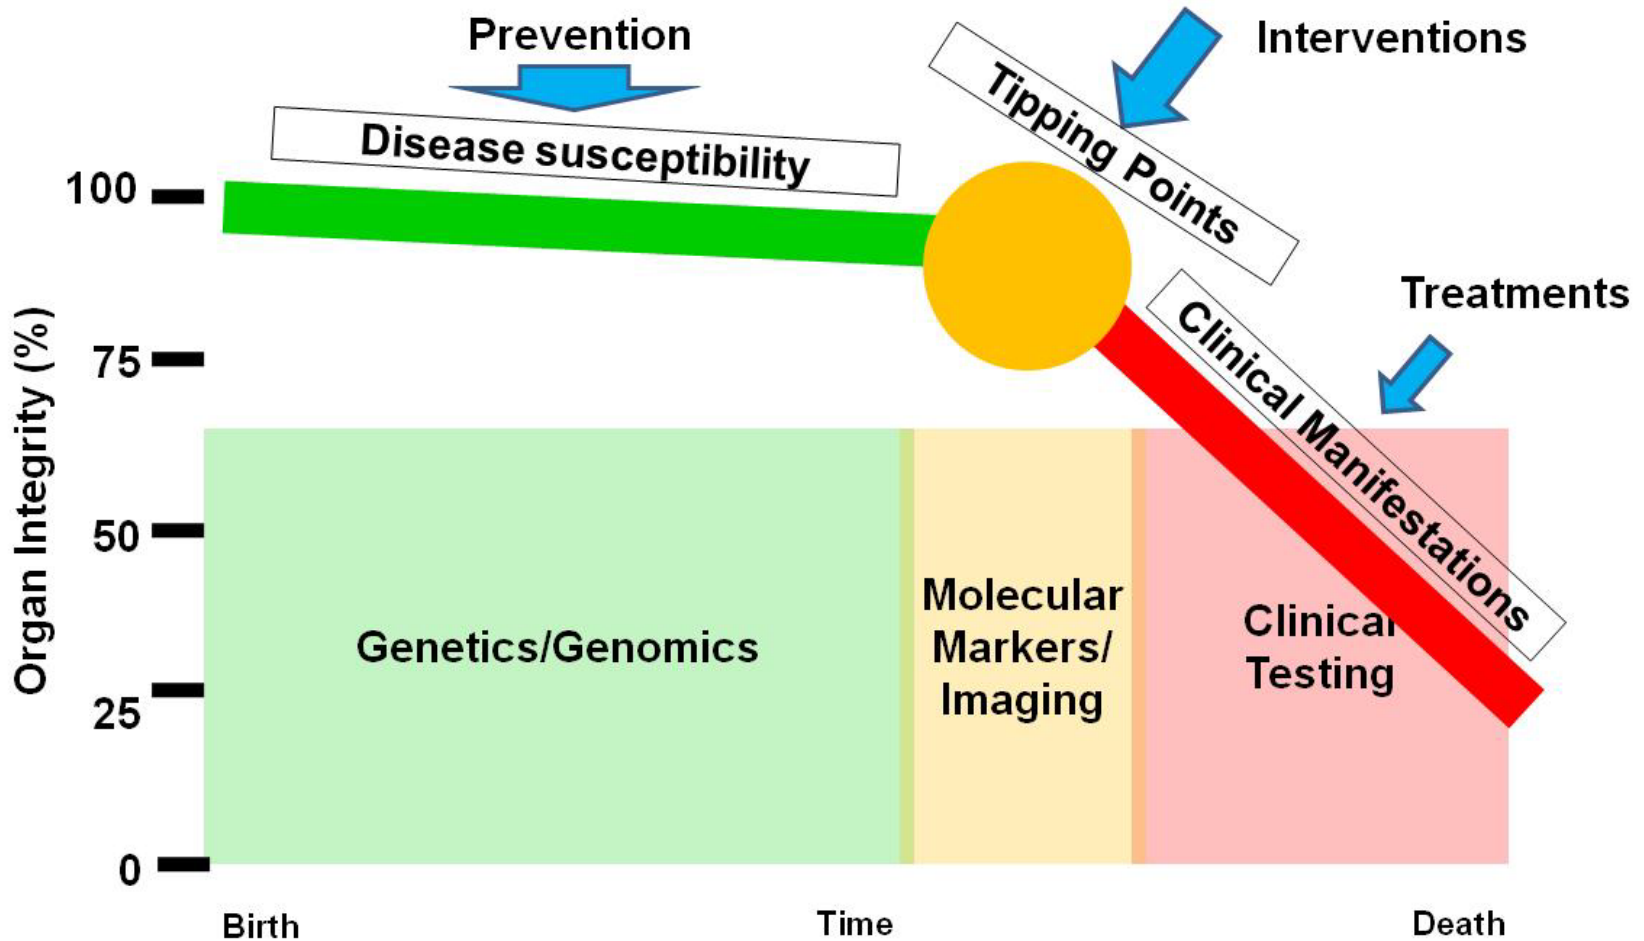 Prevention
Interventions
Disease susceptibility
Tipping Points
Treatments
Clinical Manifestations
Organ Integrity (%)
100
75
50
25
0
Genetics/Genomics
Molecular
Markers/
Imaging
Clinical
Testing
Birth
Time
Death